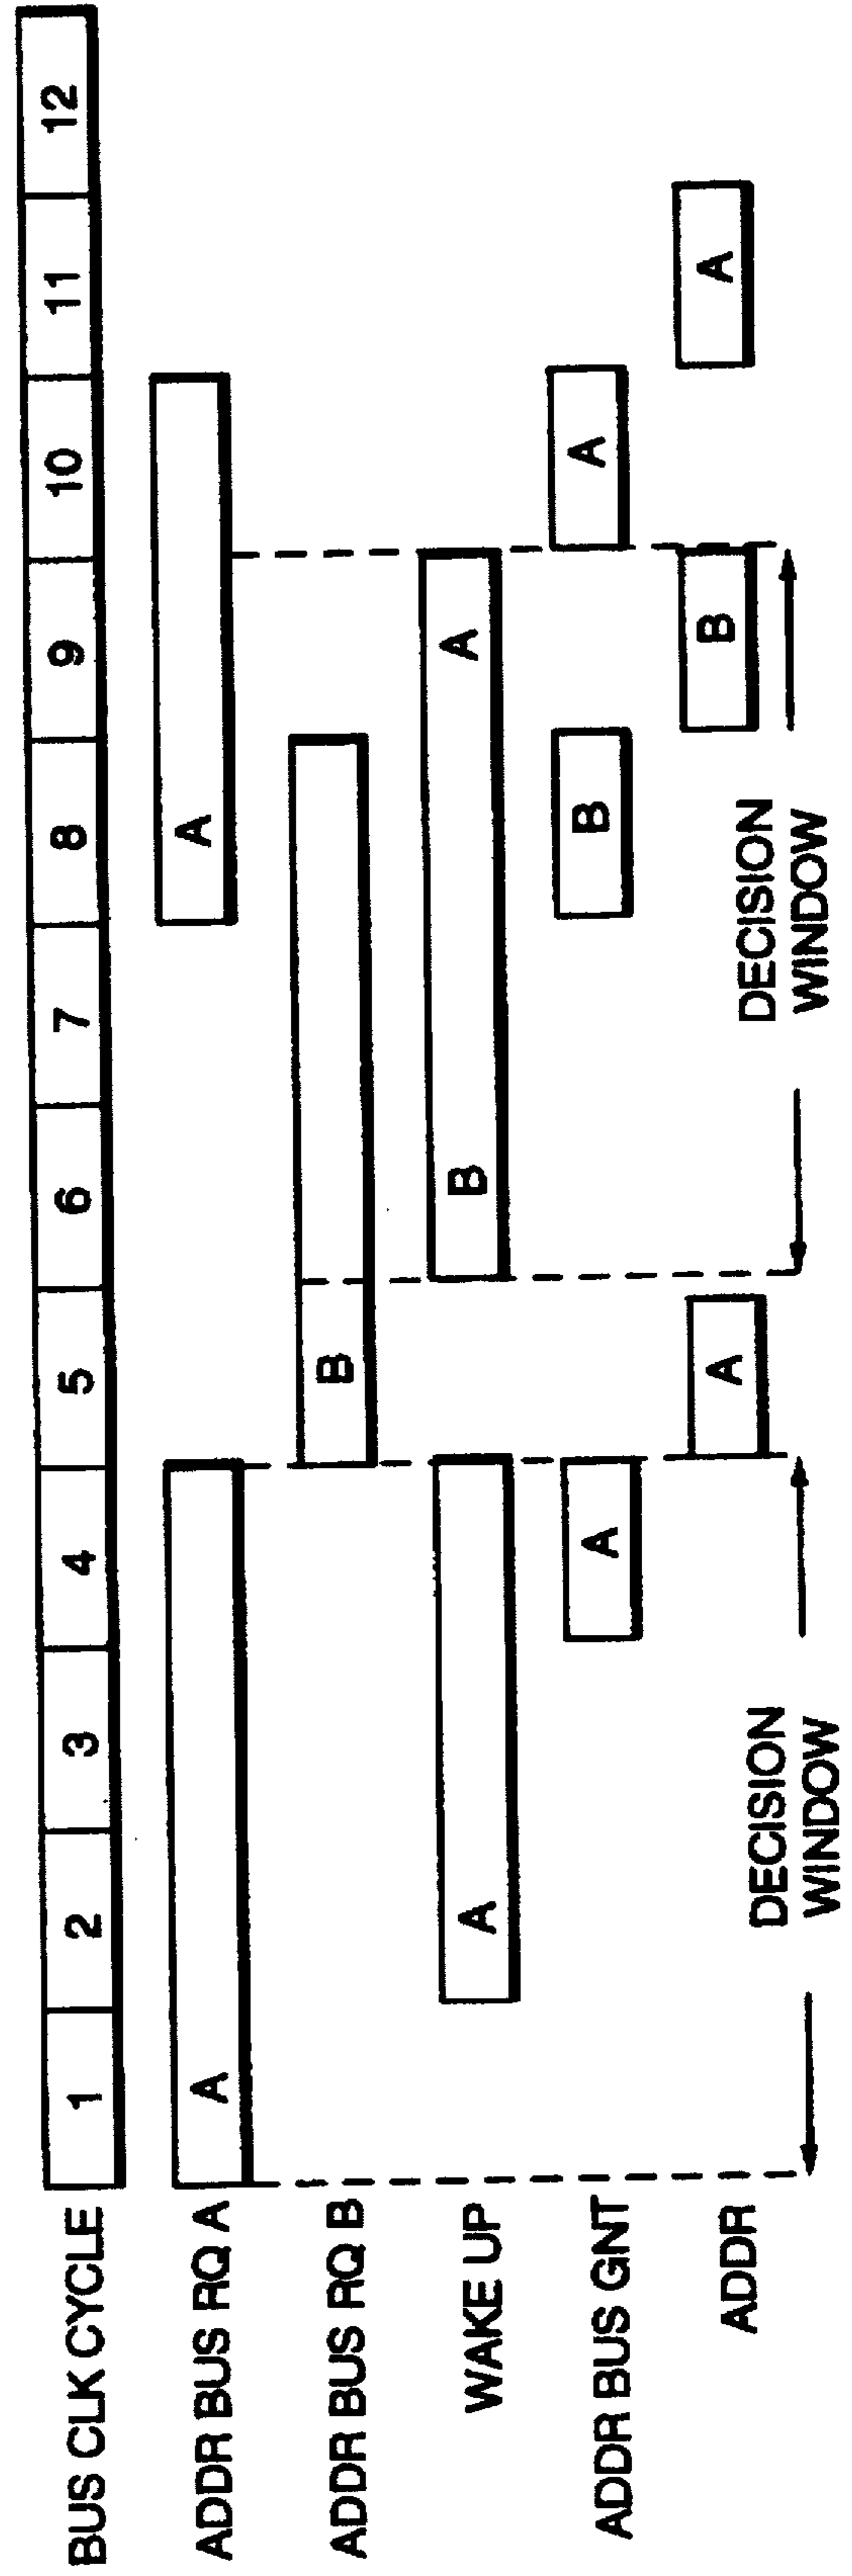 BUS CLK CYCLE 1 2 3 4 5 6 7 8 9 10 11 12
ADDR BUS RQ A A A
ADDR BUS RQ B B
WAKE UP A B A
ADDR BUS GNT A B A
ADDR A B A
DECISION DECISION
WINDOW WINDOW